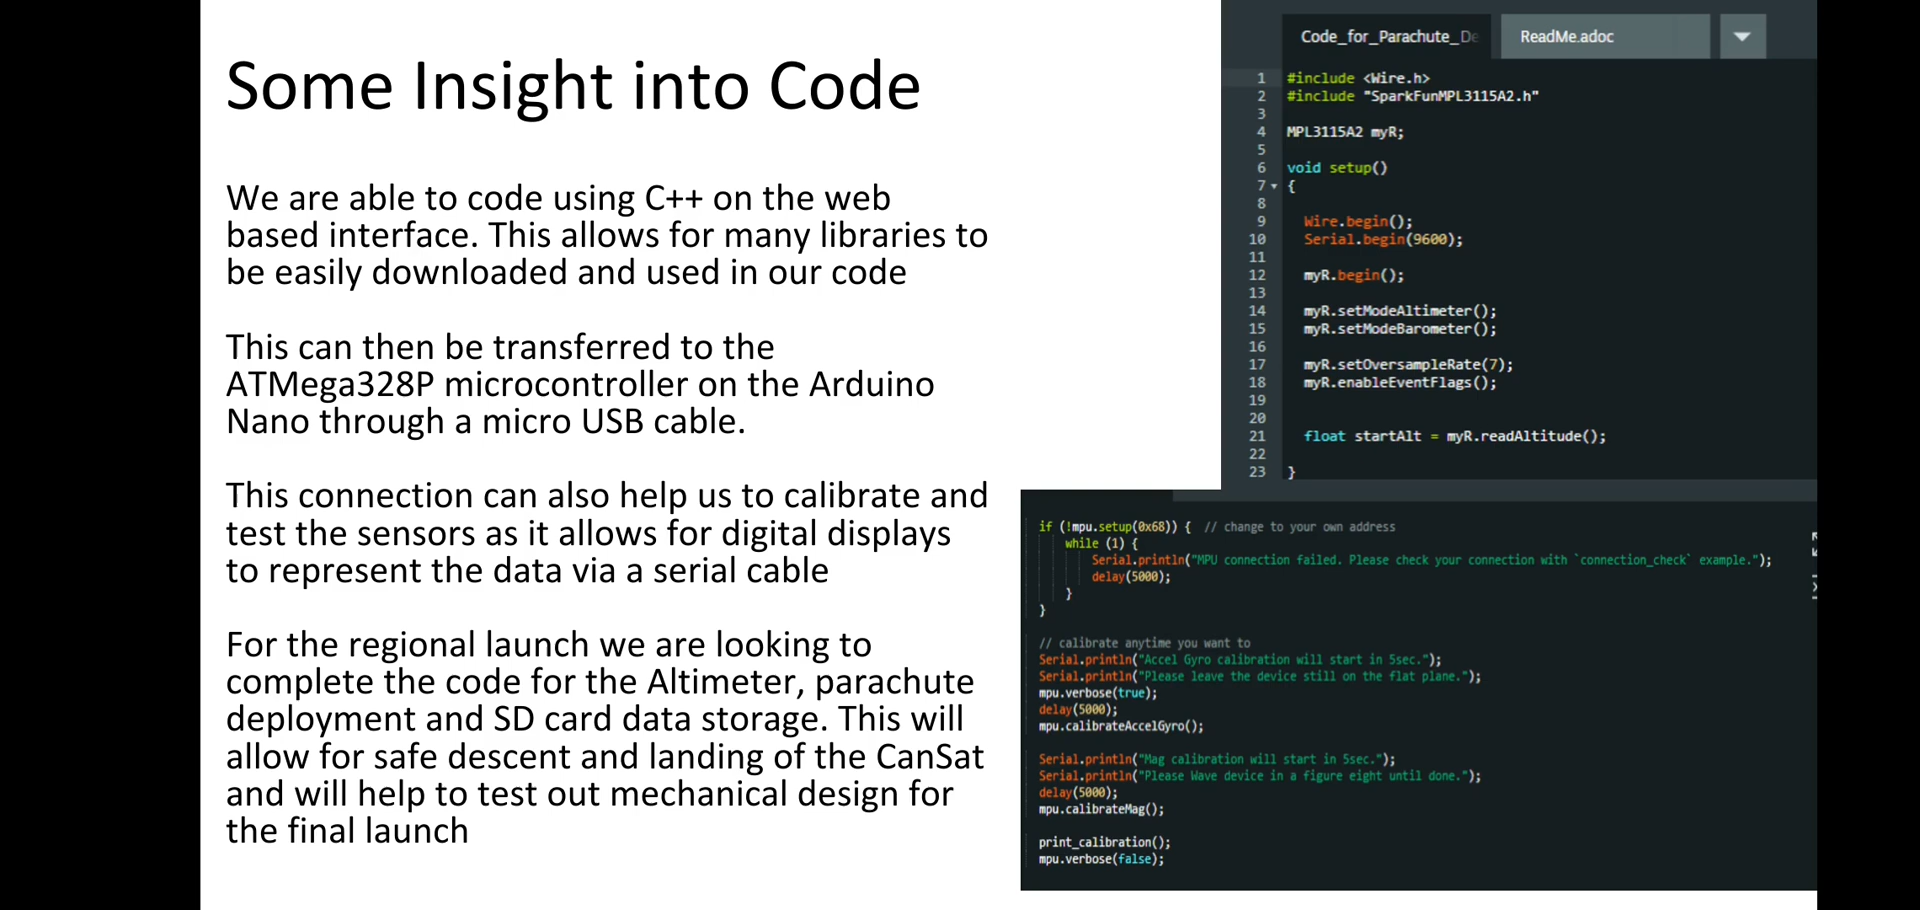 Some Insight into Code
We are able to code using C++ on the web
based interface. This allows for many libraries to
be easily downloaded and used in our code
This can then be transferred to the
ATMega328P microcontroller on the Arduino
Nano through a micro USB cable.
This connection can also help us to calibrate and
test the sensors as it allows for digital displays
to represent the data via a serial cable
For the regional launch we are looking to
complete the code for the Altimeter, parachute
deployment and SD card data storage. This will
allow for safe descent and landing of the CanSat
and will help to test out mechanical design for
the final launch
Code_for_Parachute_De ReadMe.adoc
1 #include <Wire.h>
2 #include "SparkFunMPL3115A2.h"
3
4 MPL3115A2 myR;
5
6 void setup()
7 {
8
9 Wire.begin();
10 Serial.begin(9600);
11
12 myR.begin();
13
14 myR.setModeAltimeter();
15 myR.setModeBarometer();
16
17 myR.setOversampleRate(7);
18 myR.enableEventFlags();
19
20
21 float startAlt = myR.readAltitude();
22
23 }
if (!mpu.setup(0x68)) { // change to your own address
while (1) {
Serial.println("MPU connection failed. Please check your connection with `connection_check` example.");
delay(5000);
}
}
// calibrate anytime you want to
Serial.println("Accel Gyro calibration will start in 5sec.");
Serial.println("Please leave the device still on the flat plane.");
mpu.verbose(true);
delay(5000);
mpu.calibrateAccelGyro();
Serial.println("Mag calibration will start in 5sec.");
Serial.println("Please Wave device in a figure eight until done.");
delay(5000);
mpu.calibrateMag();
print_calibration();
mpu.verbose(false);